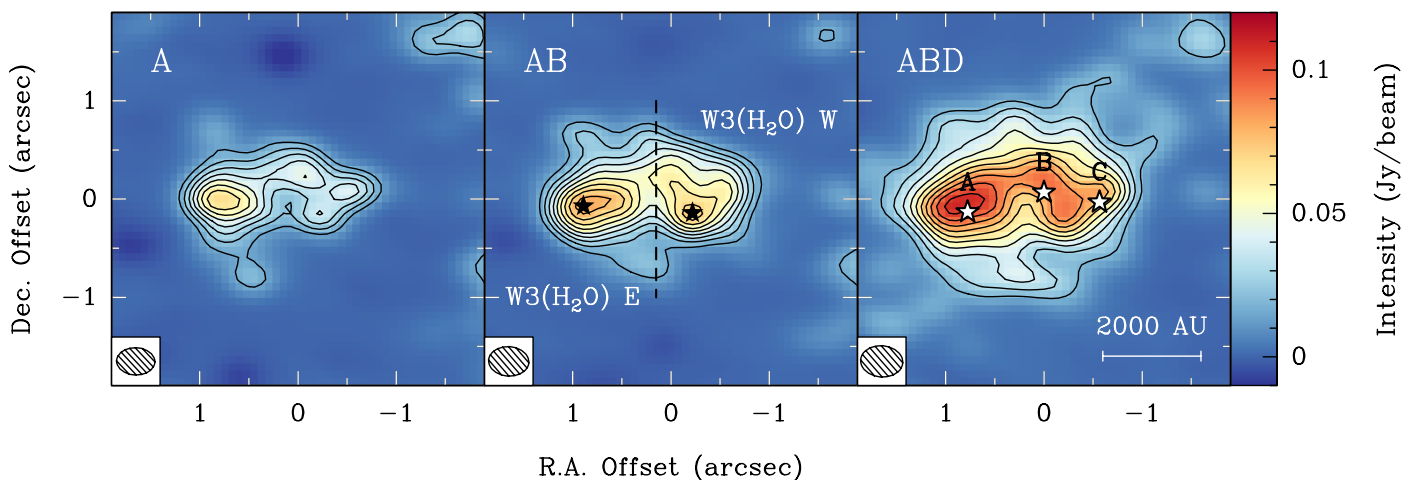 A
AB
ABD
W3(H₂O) W
W3(H₂O) E
A
B
C
2000 AU
1
0
−1
1
0
−1
1
0
−1
1
0
−1
0.1
0.05
0
Dec. Offset (arcsec)
R.A. Offset (arcsec)
Intensity (Jy/beam)